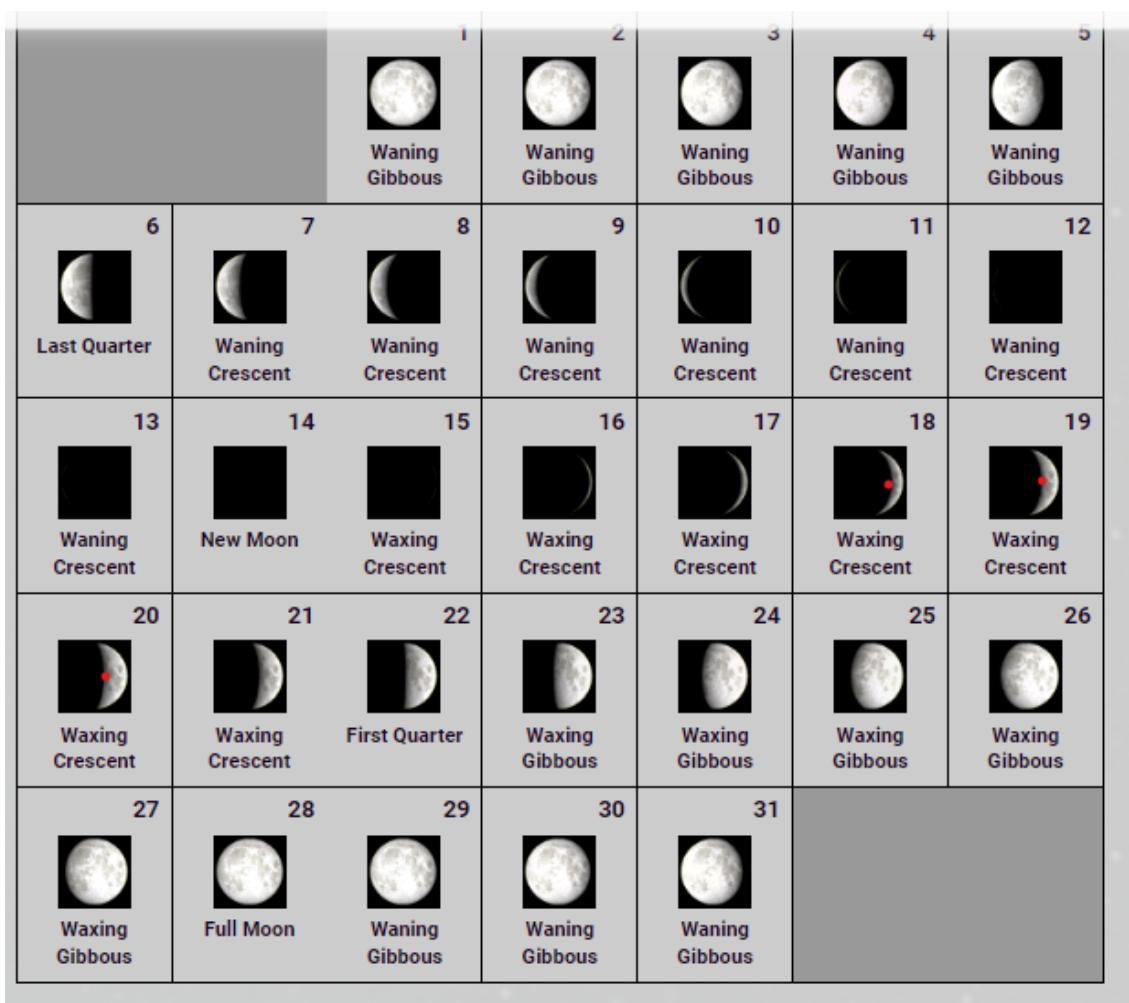 1 2 3 4 5
Waning Waning Waning Waning Waning
Gibbous Gibbous Gibbous Gibbous Gibbous
6 7 8 9 10 11 12
Last Quarter Waning Waning Waning Waning Waning Waning
Crescent Crescent Crescent Crescent Crescent Crescent
13 14 15 16 17 18 19
Waning New Moon Waxing Waxing Waxing Waxing Waxing
Crescent Crescent Crescent Crescent Crescent Crescent
20 21 22 23 24 25 26
Waxing Waxing First Quarter Waxing Waxing Waxing Waxing
Crescent Crescent Gibbous Gibbous Gibbous Gibbous
27 28 29 30 31
Waxing Full Moon Waning Waning Waning
Gibbous Gibbous Gibbous Gibbous